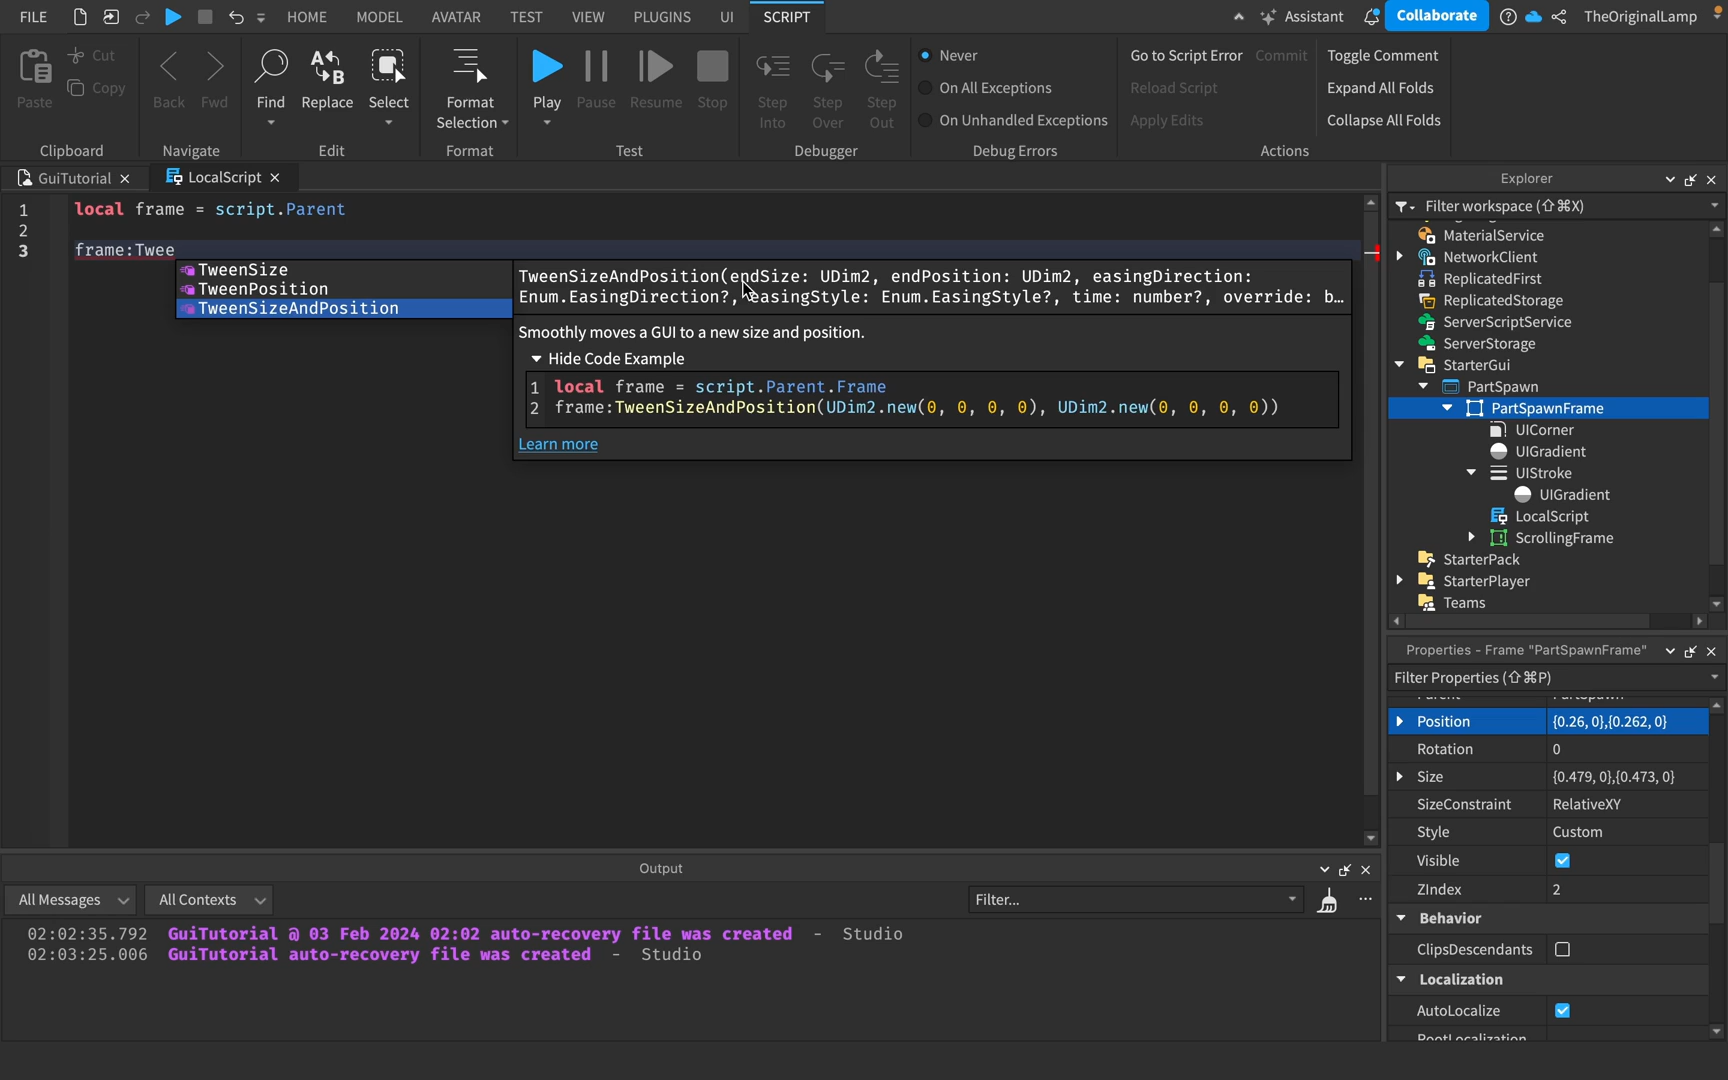 FILE HOME MODEL AVATAR TEST VIEW PLUGINS UI SCRIPT Assistant Collaborate TheOriginalLamp
Paste Cut Copy
Clipboard
Back Fwd
Navigate
Find Replace Select
Edit
Format Selection
Format
Play Pause Resume Stop
Test
Step Into Step Over Step Out
Debugger
Never
On All Exceptions
On Unhandled Exceptions
Debug Errors
Go to Script Error Commit Toggle Comment
Reload Script Expand All Folds
Apply Edits Collapse All Folds
Actions
GuiTutorial LocalScript
1 local frame = script.Parent
2
3 frame:Twee
TweenSize
TweenPosition
TweenSizeAndPosition
TweenSizeAndPosition(endSize: UDim2, endPosition: UDim2, easingDirection:
Enum.EasingDirection?, easingStyle: Enum.EasingStyle?, time: number?, override: b...
Smoothly moves a GUI to a new size and position.
Hide Code Example
1 local frame = script.Parent.Frame
2 frame:TweenSizeAndPosition(UDim2.new(0, 0, 0, 0), UDim2.new(0, 0, 0, 0))
Learn more
Explorer
Filter workspace (⇧⌘X)
MaterialService
NetworkClient
ReplicatedFirst
ReplicatedStorage
ServerScriptService
ServerStorage
StarterGui
PartSpawn
PartSpawnFrame
UICorner
UIGradient
UIStroke
UIGradient
LocalScript
ScrollingFrame
StarterPack
StarterPlayer
Teams
Properties - Frame "PartSpawnFrame"
Filter Properties (⇧⌘P)
Position {0.26, 0},{0.262, 0}
Rotation 0
Size {0.479, 0},{0.473, 0}
SizeConstraint RelativeXY
Style Custom
Visible
ZIndex 2
Behavior
ClipsDescendants
Localization
AutoLocalize
Output
All Messages All Contexts Filter...
02:02:35.792 GuiTutorial @ 03 Feb 2024 02:02 auto-recovery file was created - Studio
02:03:25.006 GuiTutorial auto-recovery file was created - Studio